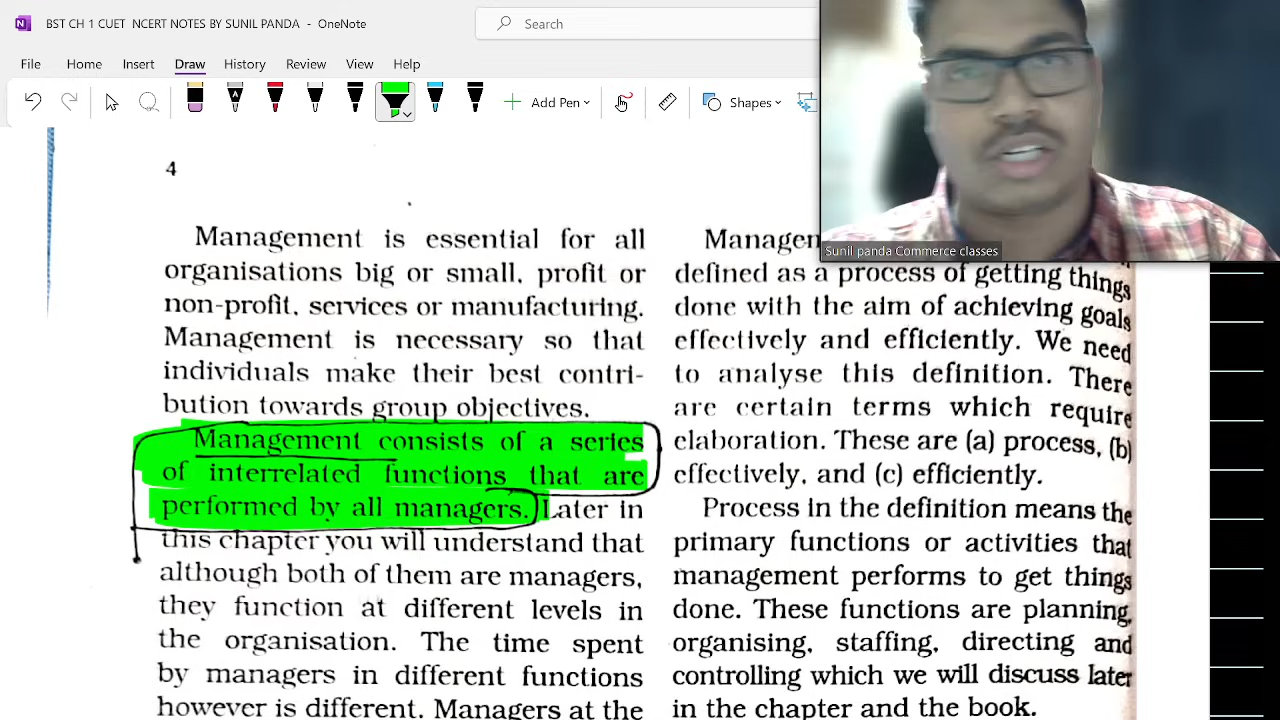 BST CH 1 CUET NCERT NOTES BY SUNIL PANDA - OneNote
Search
File Home Insert Draw History Review View Help
Add Pen
Shapes
Sunil panda Commerce classes
4
Management is essential for all
organisations big or small, profit or
non-profit, services or manufacturing.
Management is necessary so that
individuals make their best contri-
bution towards group objectives.
Management consists of a series
of interrelated functions that are
performed by all managers. Later in
this chapter you will understand that
although both of them are managers,
they function at different levels in
the organisation. The time spent
by managers in different functions
however is different. Managers at the
defined as a process of getting things
done with the aim of achieving goals
effectively and efficiently. We need
to analyse this definition. There
are certain terms which require
elaboration. These are (a) process, (b)
effectively, and (c) efficiently.
Process in the definition means the
primary functions or activities that
management performs to get things
done. These functions are planning,
organising, staffing, directing and
controlling which we will discuss later
in the chapter and the book.